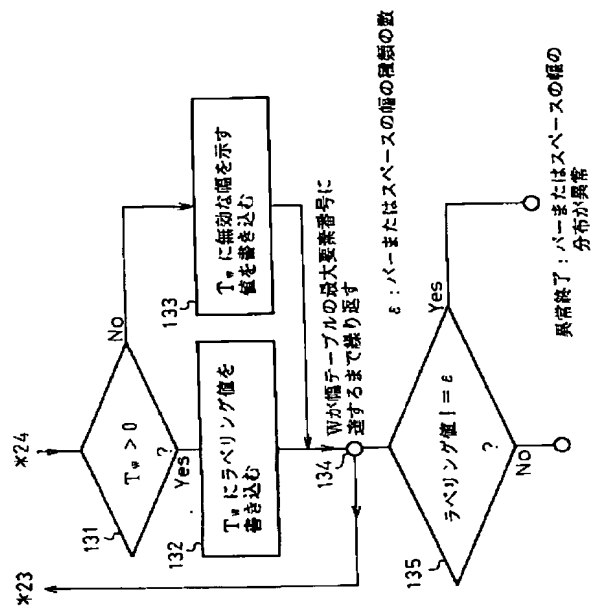 *23
*24
131
Tw > 0
?
No
Yes
132
Tw にラベリング値を
書き込む
133
Tw に無効な幅を示す
値を書き込む
134
Wが幅テーブルの最大要素番号に
達するまで繰り返す
ε：バーまたはスペースの幅の種類の数
135
ラベリング値 ! = ε
?
Yes
No
異常終了：バーまたはスペースの幅の
分布が異常